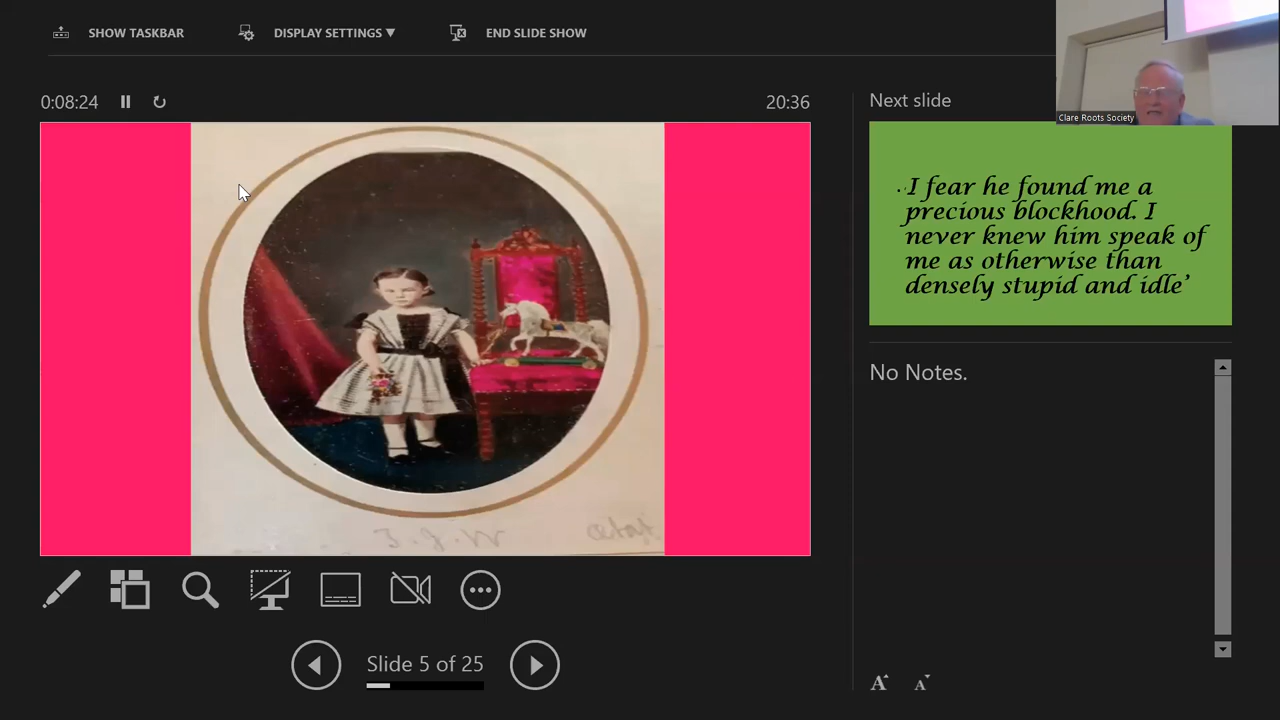 SHOW TASKBAR
DISPLAY SETTINGS ▼
END SLIDE SHOW
0:08:24
20:36
Next slide
Clare Roots Society
I fear he found me a
precious blockhood. I
never knew him speak of
me as otherwise than
densely stupid and idle’
No Notes.
Slide 5 of 25
A
A